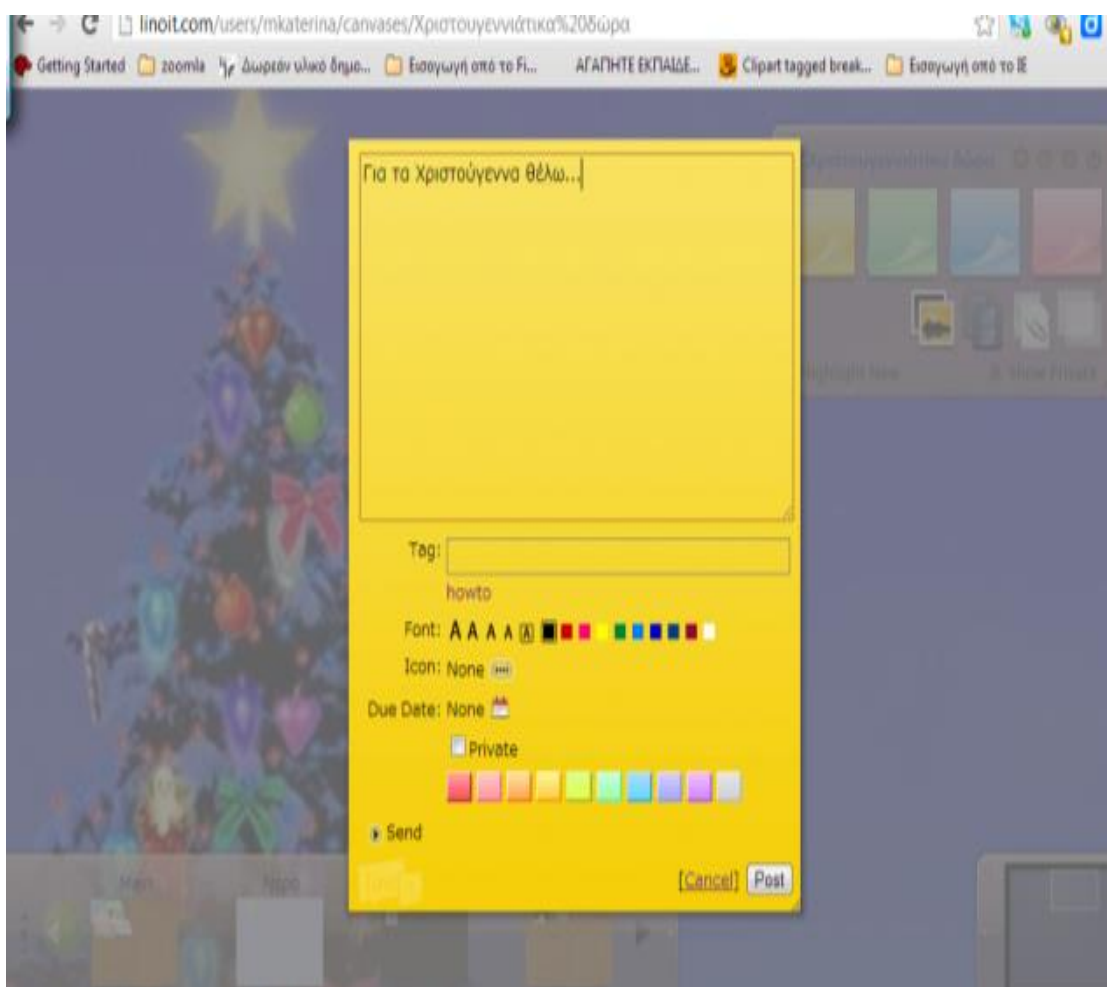 linoit.com/users/mkaterina/canvases/Χριστουγεννιάτικα%20δώρα
Getting Started zoomla Δωρεάν υλικό δημο... Εισαγωγή από το Fi... ΑΓΑΠΗΤΕ ΕΚΠΑΙΔΕ... Clipart tagged break... Εισαγωγή από το IE
Για τα Χριστούγεννα θέλω...
Tag:
howto
Font: A A A A A
Icon: None
Due Date: None
Private
Send
[Cancel] Post
Main